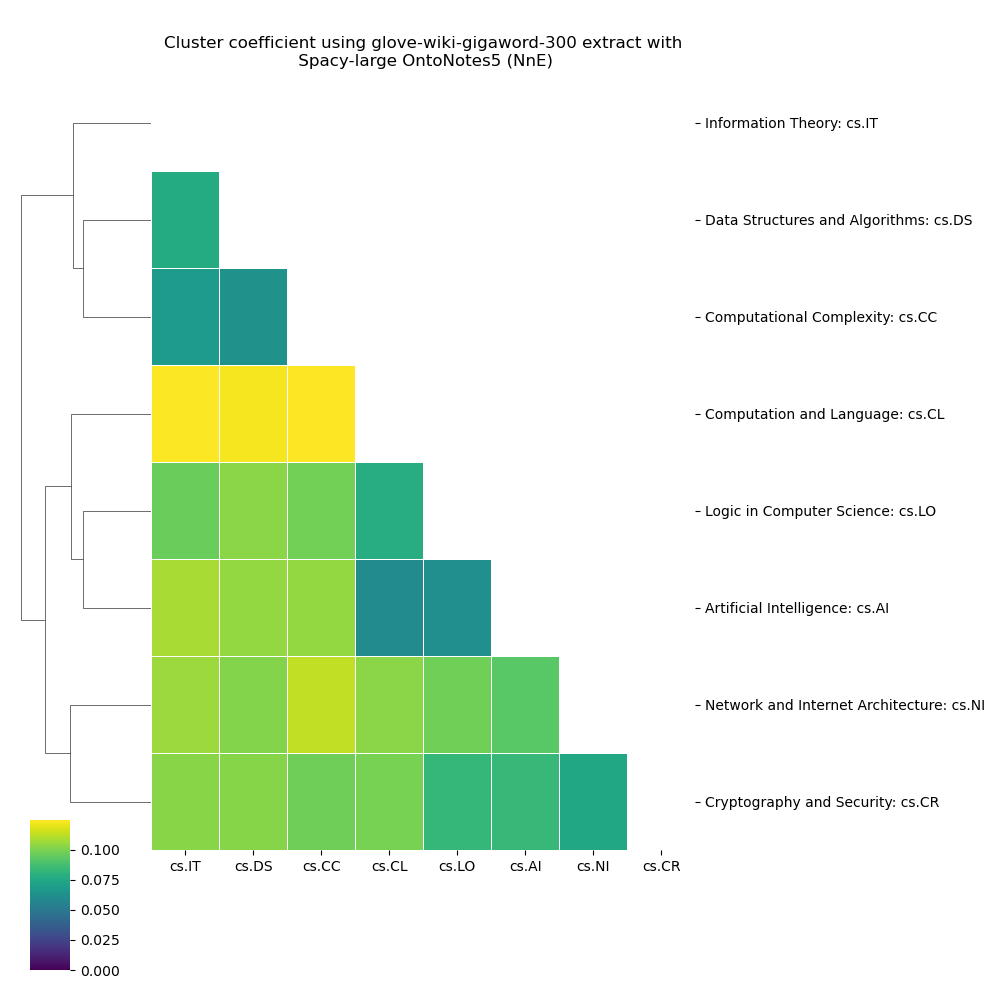 Cluster coefficient using glove-wiki-gigaword-300 extract with
Spacy-large OntoNotes5 (NnE)
Information Theory: cs.IT
Data Structures and Algorithms: cs.DS
Computational Complexity: cs.CC
Computation and Language: cs.CL
Logic in Computer Science: cs.LO
Artificial Intelligence: cs.AI
Network and Internet Architecture: cs.NI
Cryptography and Security: cs.CR
cs.IT cs.DS cs.CC cs.CL cs.LO cs.AI cs.NI cs.CR
0.100
0.075
0.050
0.025
0.000